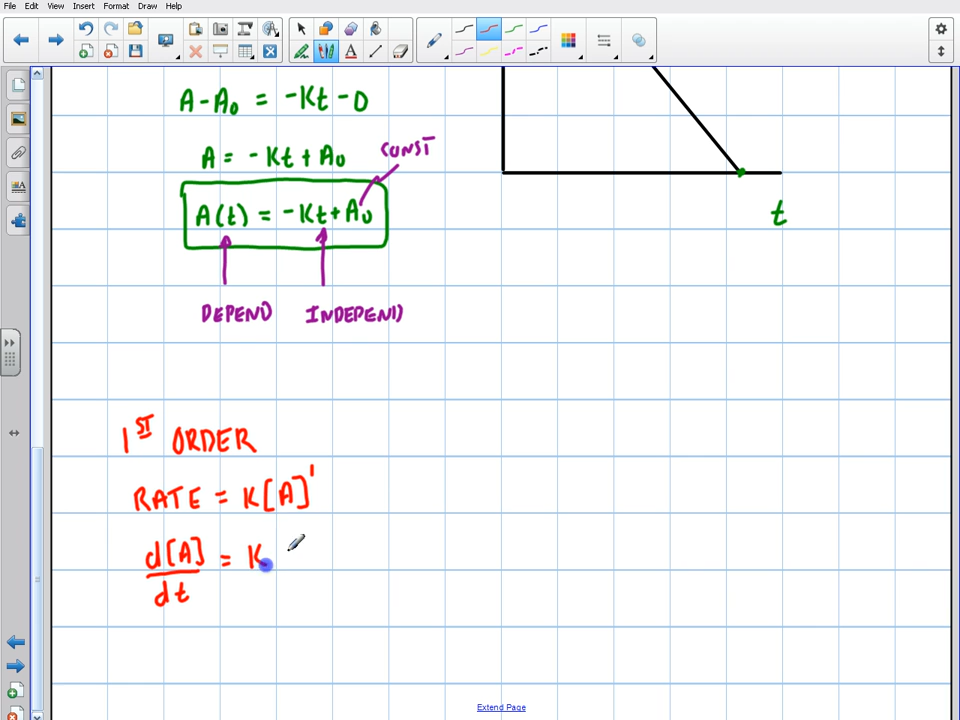 File Edit View Insert Format Draw Help
A-A₀ = -Kt-0
A = -Kt+A₀
CONST
A(t) = -Kt+A₀
t
DEPEND INDEPEND
1ST ORDER
RATE = K[A]¹
d[A]/dt = K
Extend Page